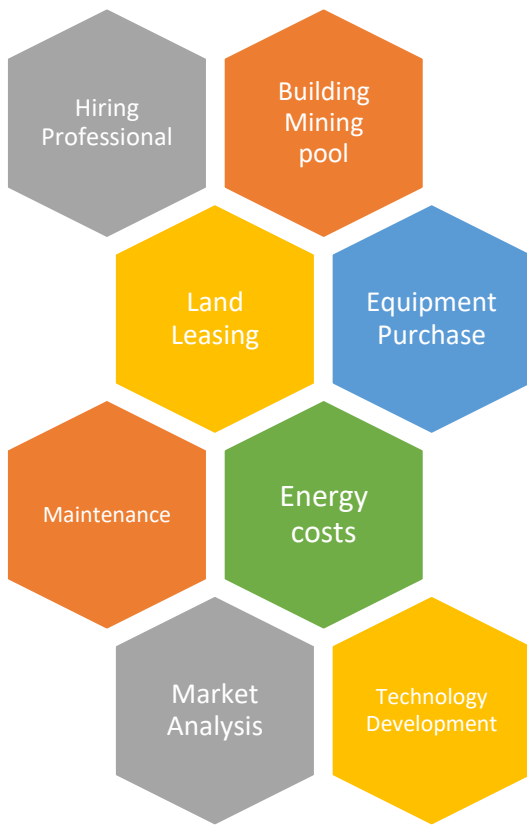 Hiring
Professional
Building
Mining
pool
Land
Leasing
Equipment
Purchase
Maintenance
Energy
costs
Market
Analysis
Technology
Development